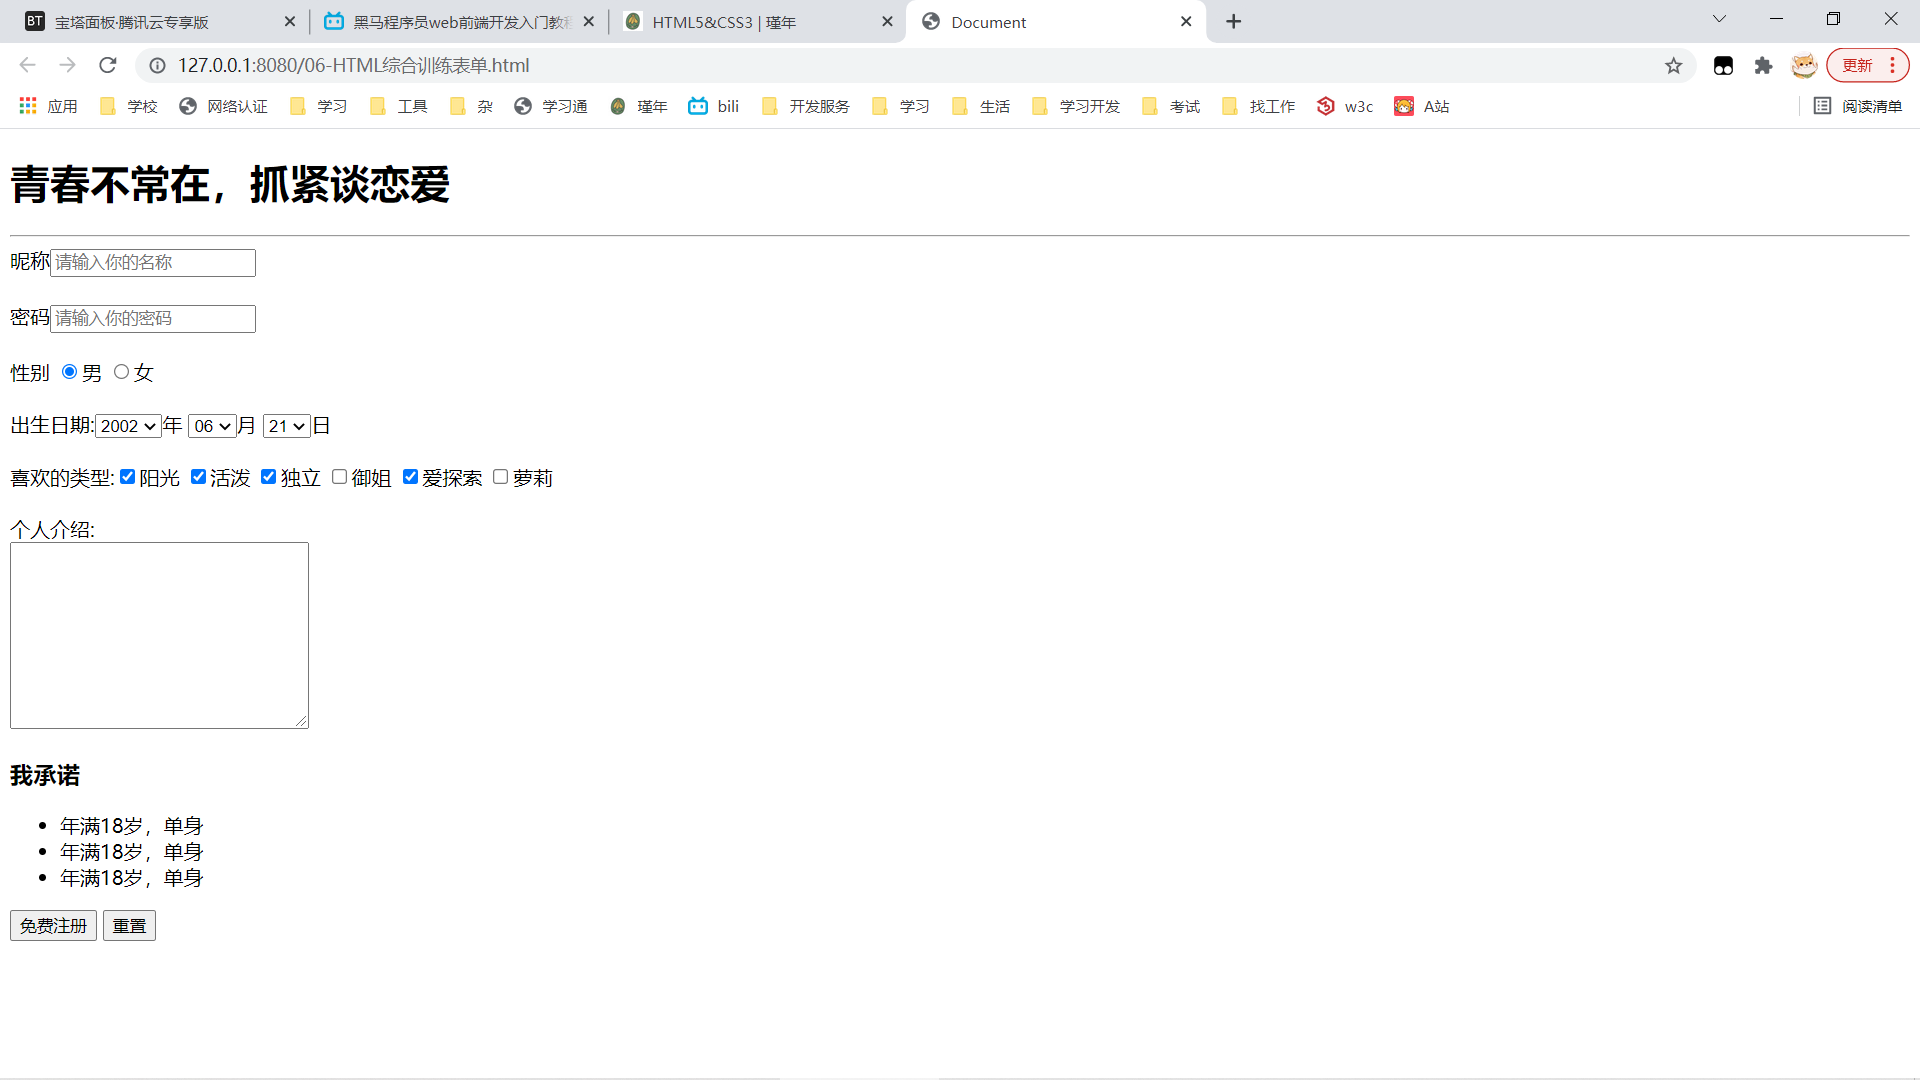 BT 宝塔面板·腾讯云专享版 黑马程序员web前端开发入门教 HTML5&CSS3 | 瑾年 Document
127.0.0.1:8080/06-HTML综合训练表单.html 更新
应用 学校 网络认证 学习 工具 杂 学习通 瑾年 bili 开发服务 学习 生活 学习开发 考试 找工作 w3c A站 阅读清单
青春不常在，抓紧谈恋爱
昵称 请输入你的名称
密码 请输入你的密码
性别 男 女
出生日期: 2002 年 06 月 21 日
喜欢的类型: 阳光 活泼 独立 御姐 爱探索 萝莉
个人介绍:
我承诺
年满18岁，单身
年满18岁，单身
年满18岁，单身
免费注册 重置